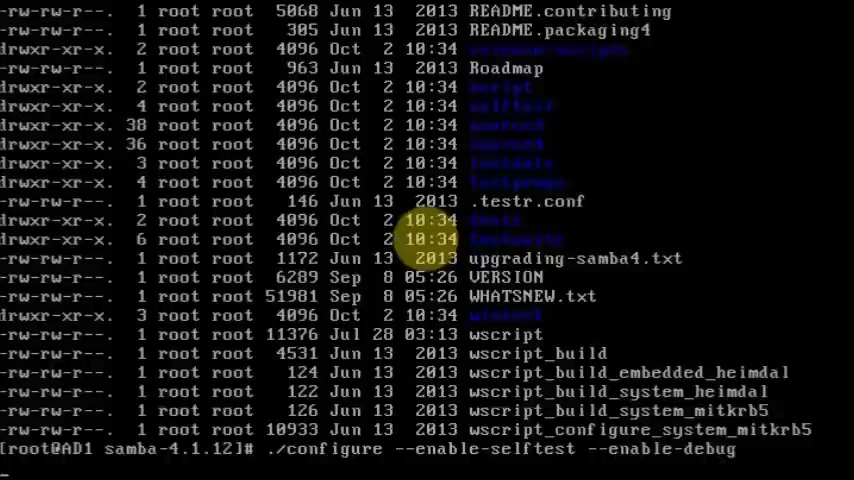 -rw-rw-r--.  1 root root  5068 Jun 13  2013 README.contributing
-rw-rw-r--.  1 root root   305 Jun 13  2013 README.packaging4
drwxr-xr-x.  2 root root  4096 Oct  2 10:34
-rw-rw-r--.  1 root root   963 Jun 13  2013 Roadmap
drwxr-xr-x.  2 root root  4096 Oct  2 10:34 script
drwxr-xr-x.  4 root root  4096 Oct  2 10:34 selftest
drwxr-xr-x. 38 root root  4096 Oct  2 10:34 source3
drwxr-xr-x. 36 root root  4096 Oct  2 10:34 source4
drwxr-xr-x.  3 root root  4096 Oct  2 10:34 testdata
drwxr-xr-x.  4 root root  4096 Oct  2 10:34 testprogs
-rw-rw-r--.  1 root root   146 Jun 13  2013 .testr.conf
drwxr-xr-x.  2 root root  4096 Oct  2 10:34 tests
drwxr-xr-x.  6 root root  4096 Oct  2 10:34 testsuite
-rw-rw-r--.  1 root root  1172 Jun 13  2013 upgrading-samba4.txt
-rw-rw-r--.  1 root root  6289 Sep  8 05:26 VERSION
-rw-rw-r--.  1 root root 51981 Sep  8 05:26 WHATSNEW.txt
drwxr-xr-x.  3 root root  4096 Oct  2 10:34 wintest
-rw-rw-r--.  1 root root 11376 Jul 28 03:13 wscript
-rw-rw-r--.  1 root root  4531 Jun 13  2013 wscript_build
-rw-rw-r--.  1 root root   124 Jun 13  2013 wscript_build_embedded_heimdal
-rw-rw-r--.  1 root root   122 Jun 13  2013 wscript_build_system_heimdal
-rw-rw-r--.  1 root root   126 Jun 13  2013 wscript_build_system_mitkrb5
-rw-rw-r--.  1 root root 10933 Jun 13  2013 wscript_configure_system_mitkrb5
[root@AD1 samba-4.1.12]# ./configure --enable-selftest --enable-debug